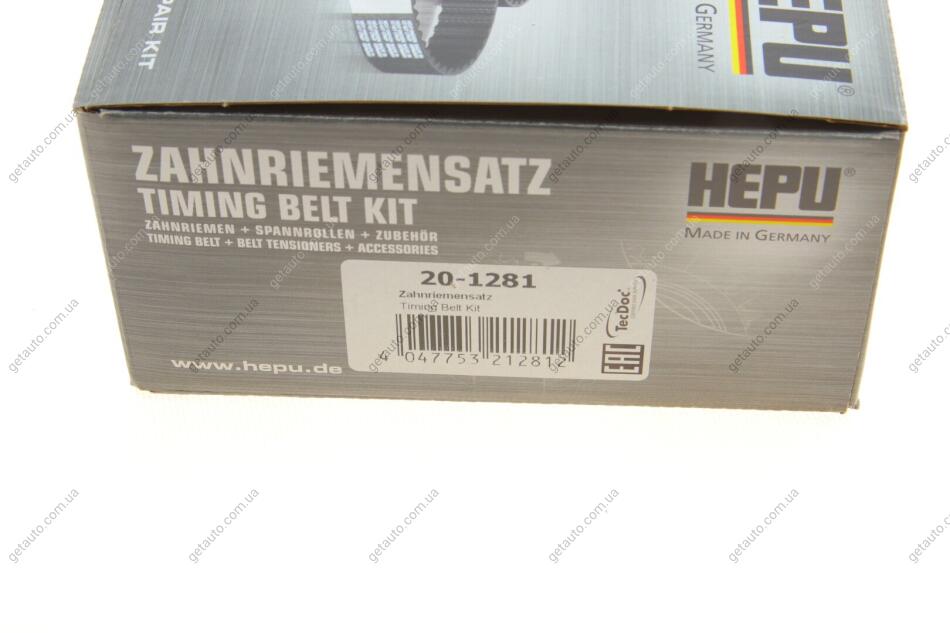 PAIR KIT
GERMANY
HEPU®
ZAHNRIEMENSATZ
TIMING BELT KIT
ZAHNRIEMEN + SPANNROLLEN + ZUBEHÖR
TIMING BELT + BELT TENSIONERS + ACCESSORIES
HEPU®
MADE IN GERMANY
20-1281
Zahnriemensatz
Timing Belt Kit
4 047753 212812
TecDoc
EAC
www.hepu.de
getauto.com.ua